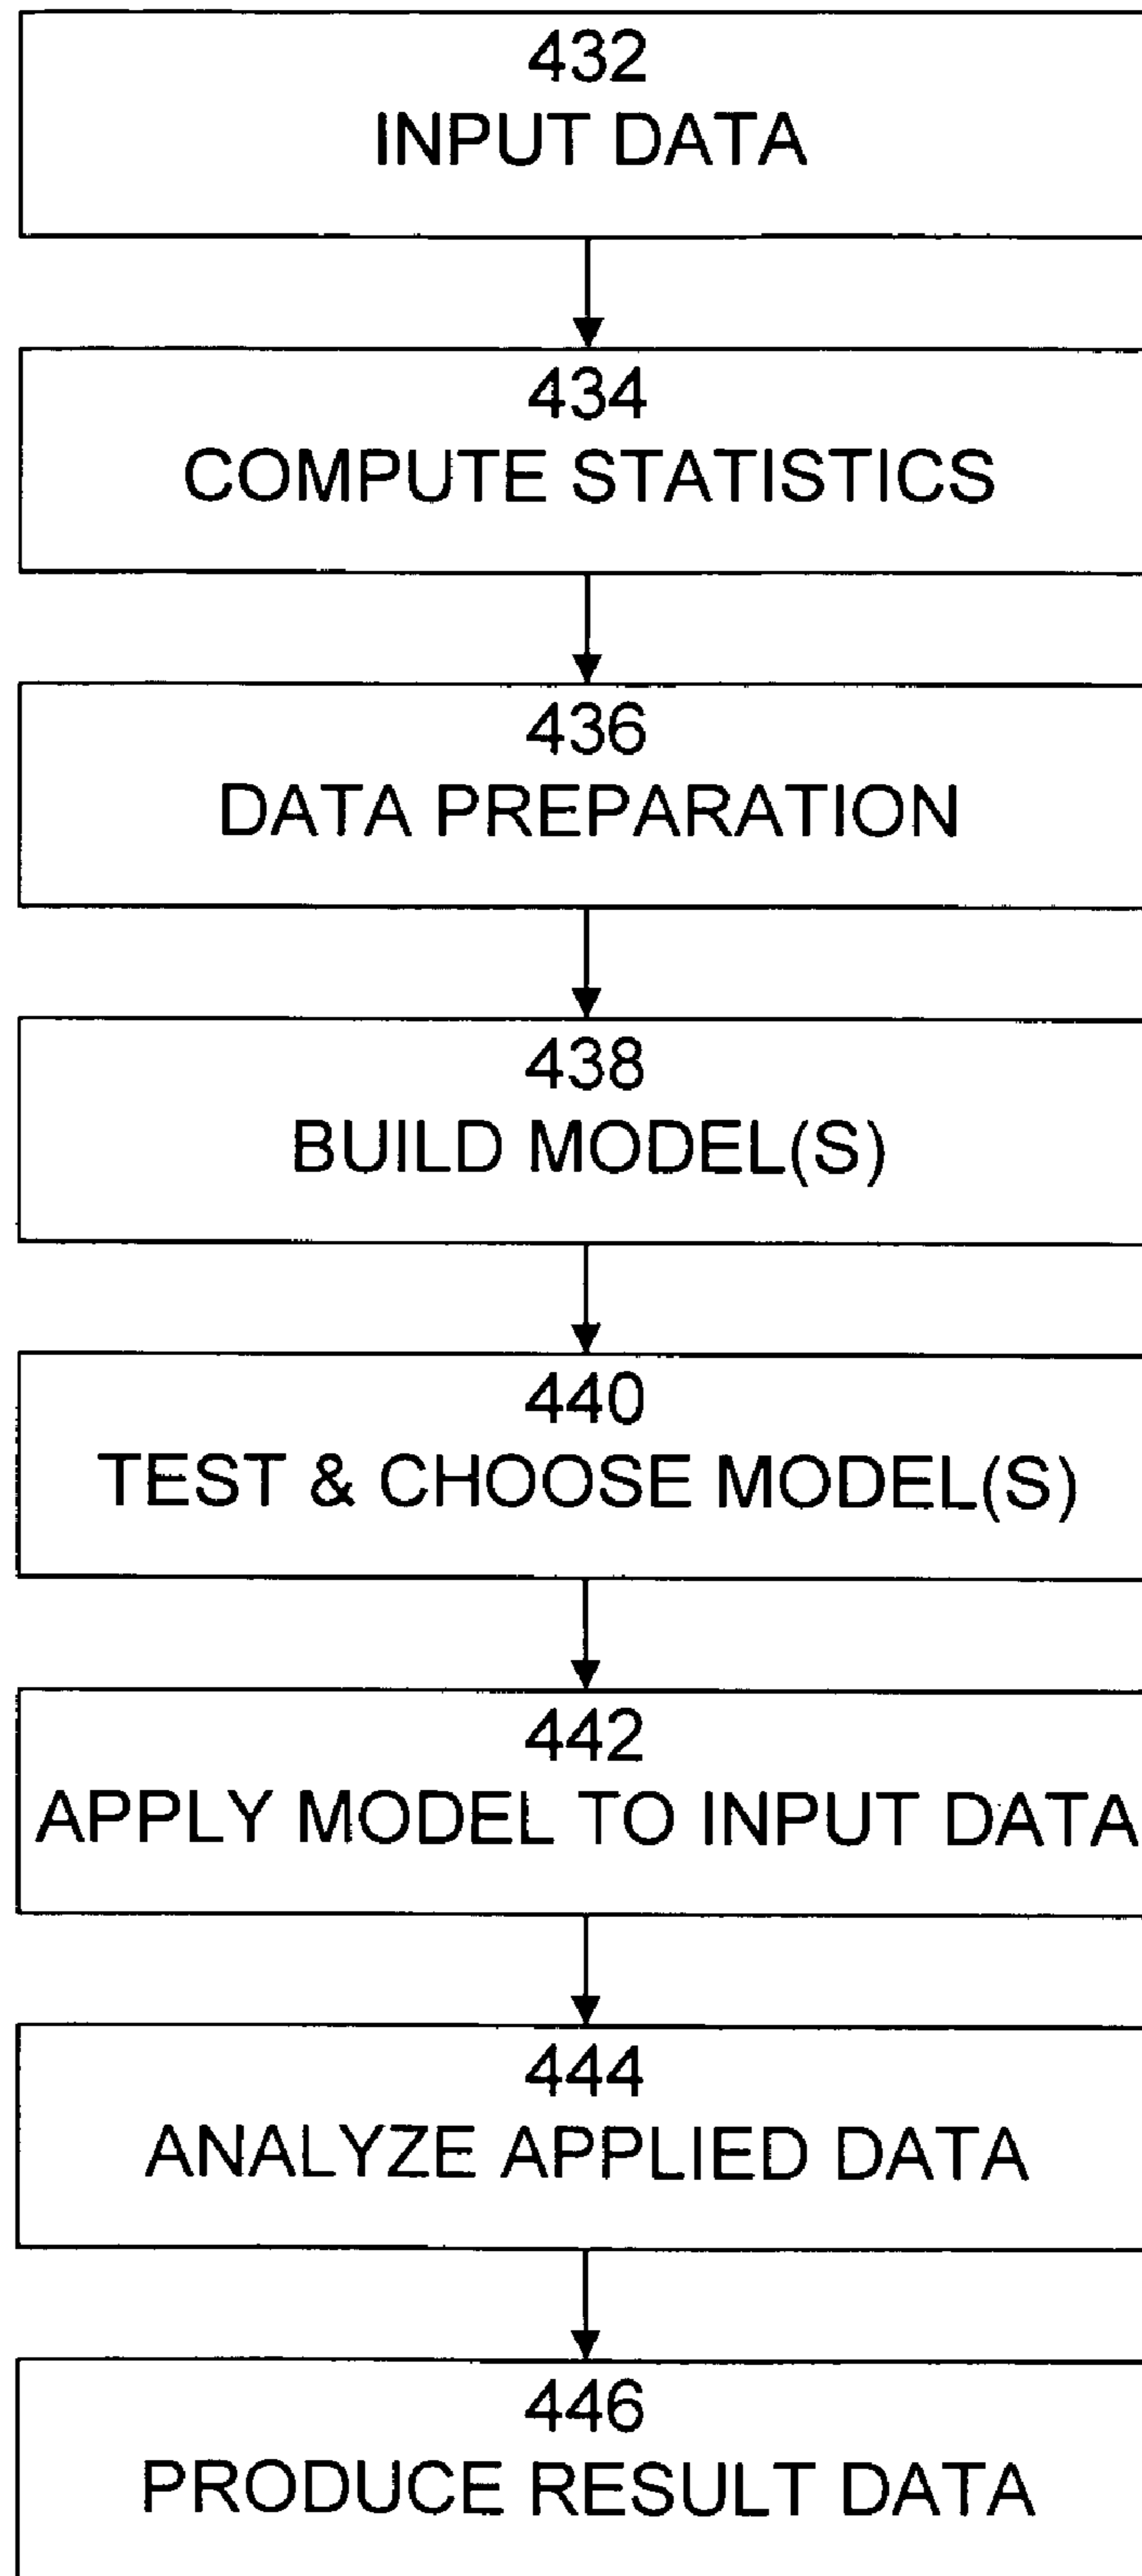 432
INPUT DATA
434
COMPUTE STATISTICS
436
DATA PREPARATION
438
BUILD MODEL(S)
440
TEST & CHOOSE MODEL(S)
442
APPLY MODEL TO INPUT DATA
444
ANALYZE APPLIED DATA
446
PRODUCE RESULT DATA